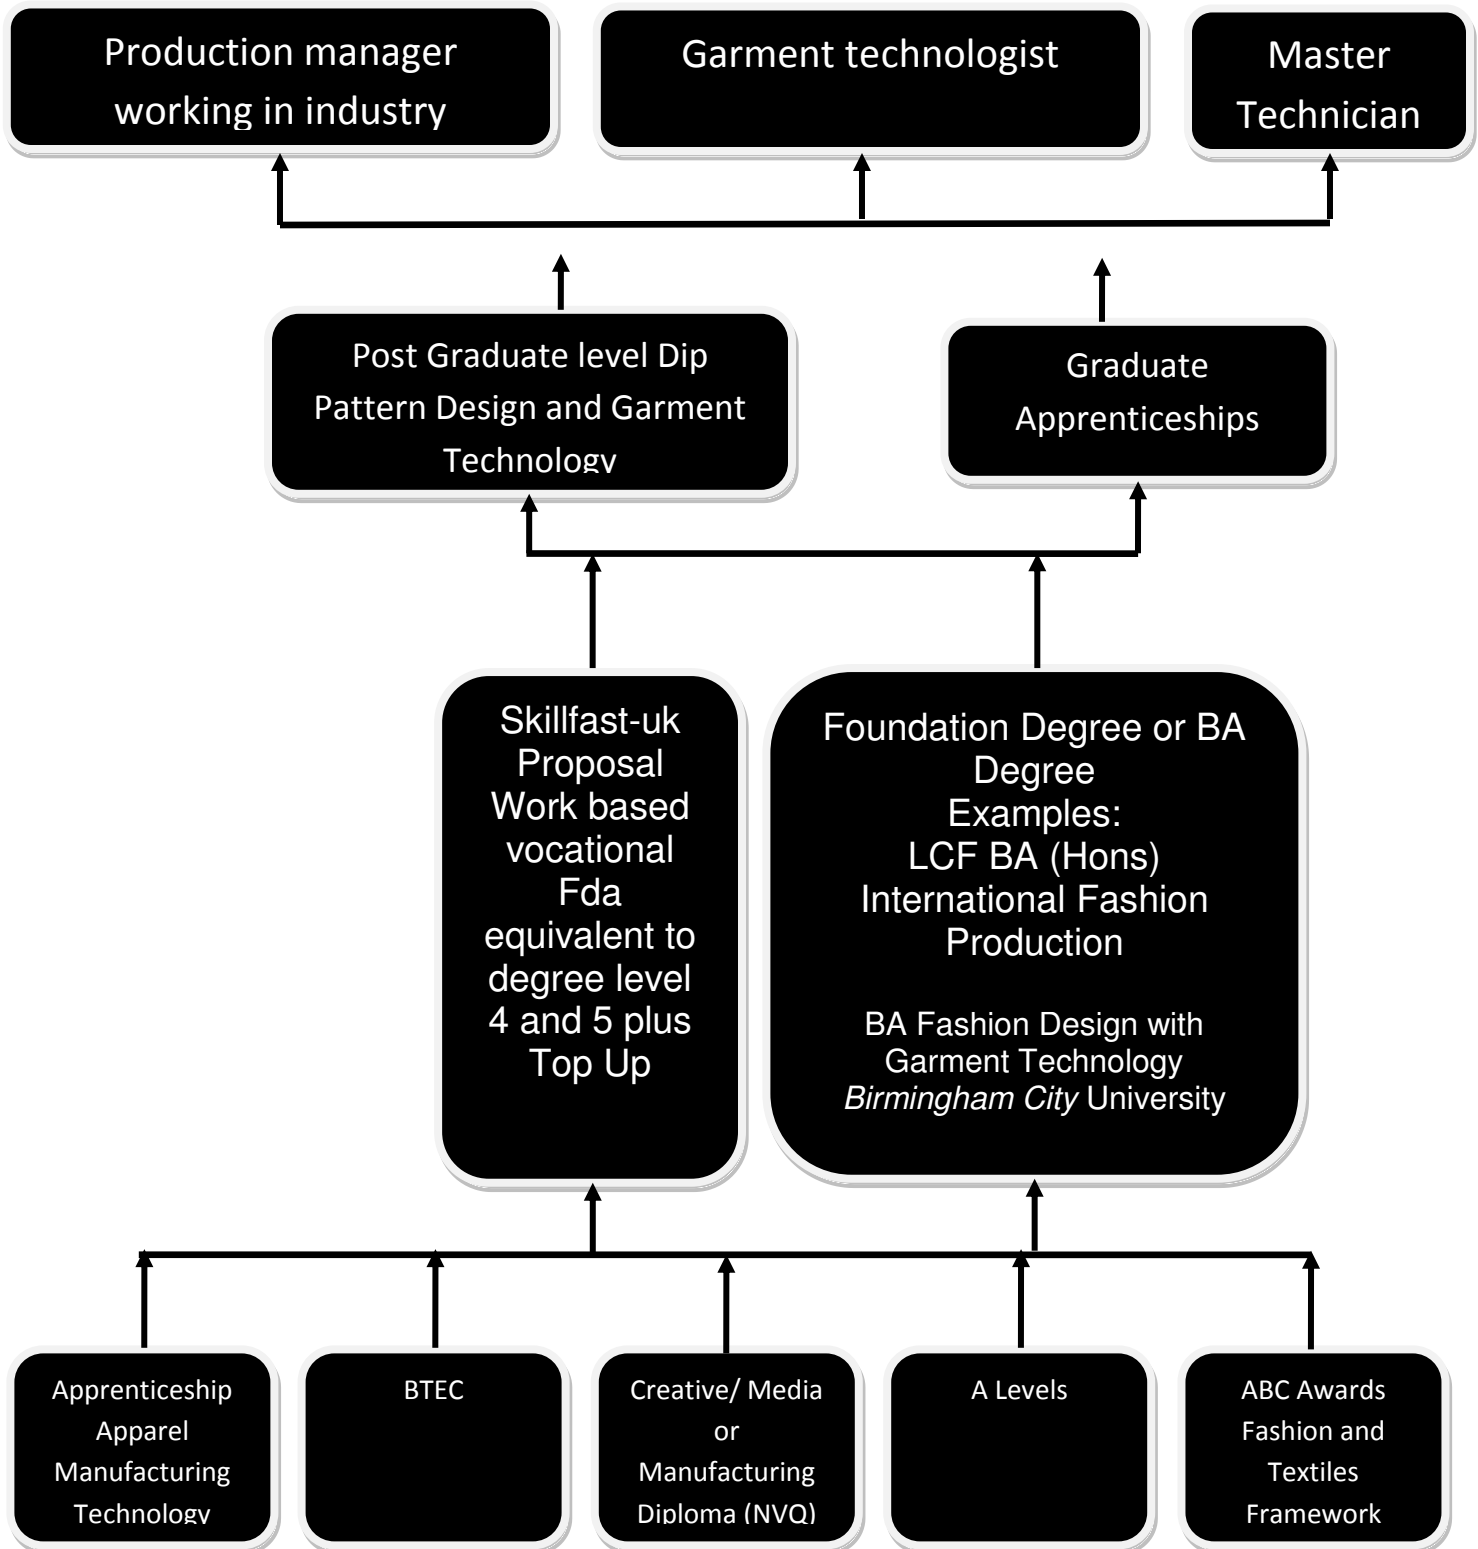 Production manager
working in industry
Garment technologist
Master
Technician
Post Graduate level Dip
Pattern Design and Garment
Technology
Graduate
Apprenticeships
Skillfast-uk
Proposal
Work based
vocational
Fda
equivalent to
degree level
4 and 5 plus
Top Up
Foundation Degree or BA
Degree
Examples:
LCF BA (Hons)
International Fashion
Production
BA Fashion Design with
Garment Technology
Birmingham City University
Apprenticeship
Apparel
Manufacturing
Technology
BTEC
Creative/ Media
or
Manufacturing
Diploma (NVQ)
A Levels
ABC Awards
Fashion and
Textiles
Framework